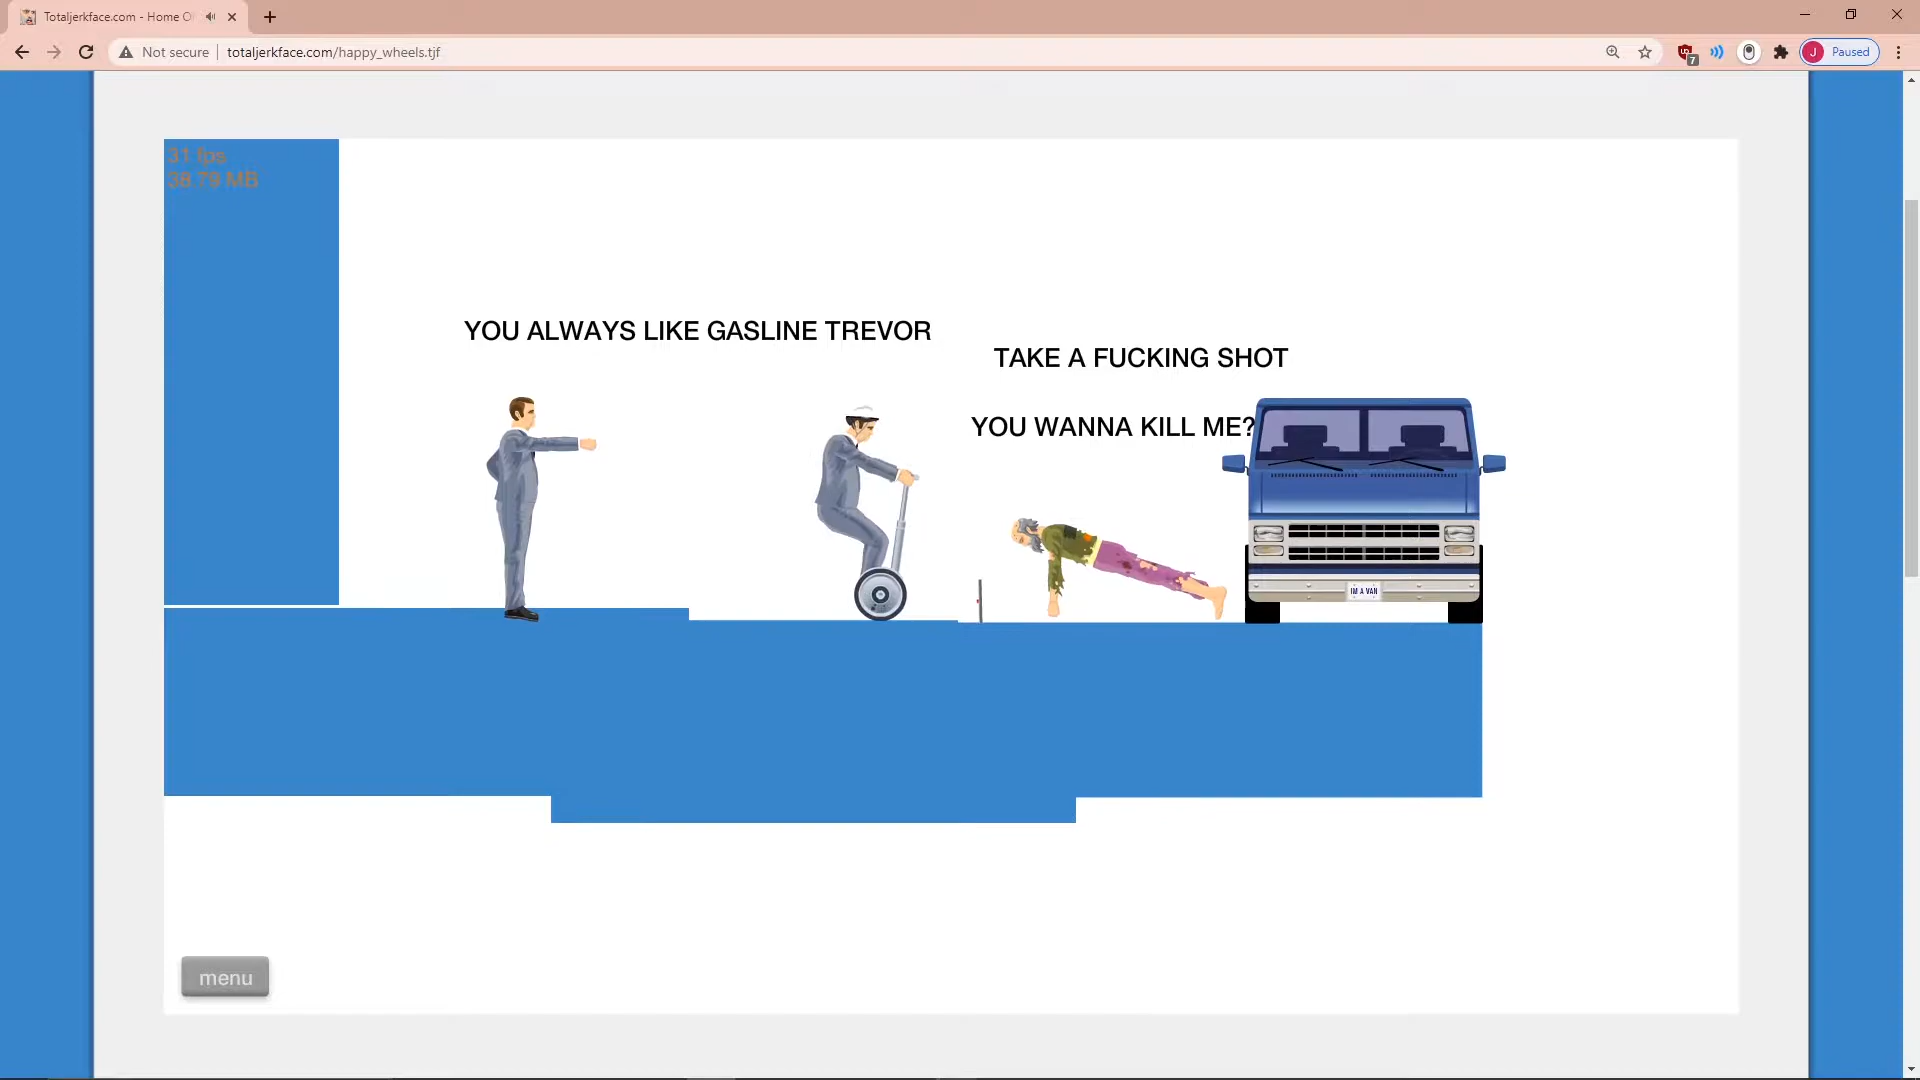 Totaljerkface.com - Home O
Not secure
totaljerkface.com/happy_wheels.tjf
7
J
Paused
31 fps
38.79 MB
YOU ALWAYS LIKE GASLINE TREVOR
TAKE A FUCKING SHOT
YOU WANNA KILL ME?
IM A VAN
menu